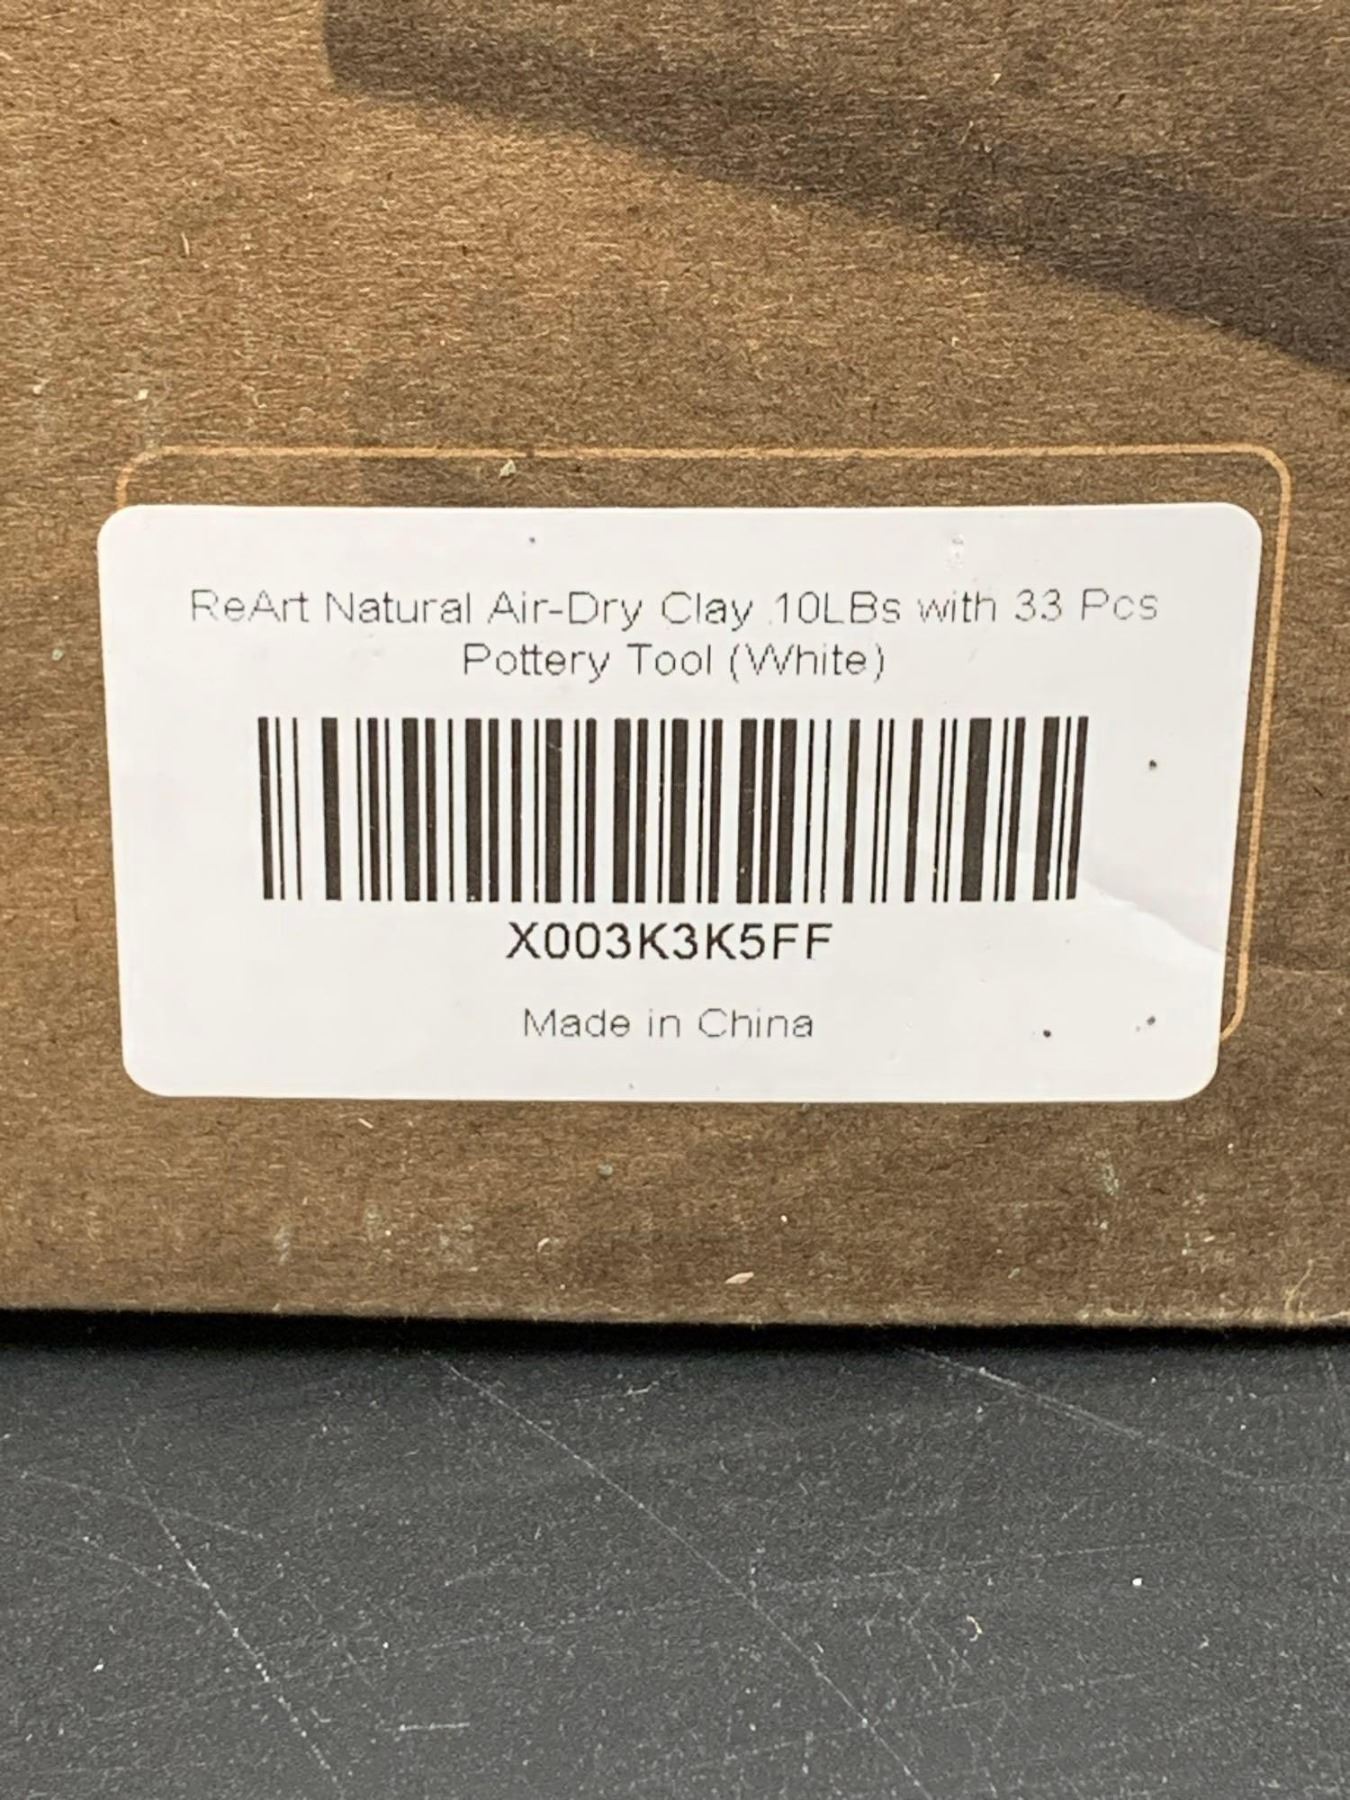 ReArt Natural Air-Dry Clay 10LBs with 33 Pcs
Pottery Tool (White)
X003K3K5FF
Made in China